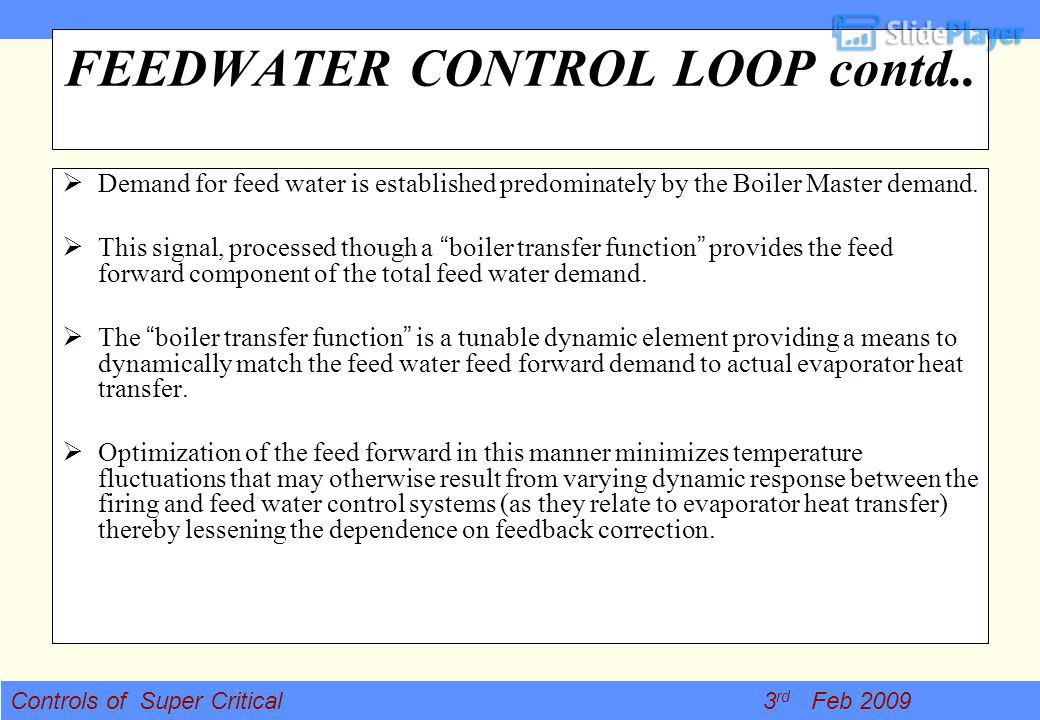 SlidePlayer
FEEDWATER CONTROL LOOP contd..
➢ Demand for feed water is established predominately by the Boiler Master demand.
➢ This signal, processed though a “boiler transfer function” provides the feed
forward component of the total feed water demand.
➢ The “boiler transfer function” is a tunable dynamic element providing a means to
dynamically match the feed water feed forward demand to actual evaporator heat
transfer.
➢ Optimization of the feed forward in this manner minimizes temperature
fluctuations that may otherwise result from varying dynamic response between the
firing and feed water control systems (as they relate to evaporator heat transfer)
thereby lessening the dependence on feedback correction.
Controls of Super Critical 3rd Feb 2009